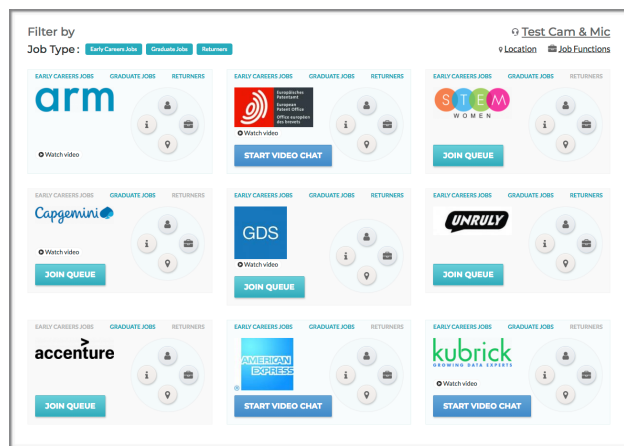 Filter by
Test Cam & Mic
Job Type : Early Careers Jobs Graduate Jobs Returners
Location Job Functions
EARLY CAREERS JOBS GRADUATE JOBS RETURNERS
arm
Watch video
EARLY CAREERS JOBS GRADUATE JOBS RETURNERS
Europäisches
Patentamt
European
Patent Office
Office européen
des brevets
Watch video
START VIDEO CHAT
EARLY CAREERS JOBS GRADUATE JOBS RETURNERS
STEM
WOMEN
JOIN QUEUE
EARLY CAREERS JOBS GRADUATE JOBS RETURNERS
Capgemini
Watch video
JOIN QUEUE
EARLY CAREERS JOBS GRADUATE JOBS RETURNERS
GDS
Watch video
JOIN QUEUE
EARLY CAREERS JOBS GRADUATE JOBS RETURNERS
UNRULY
JOIN QUEUE
EARLY CAREERS JOBS GRADUATE JOBS RETURNERS
accenture
JOIN QUEUE
EARLY CAREERS JOBS GRADUATE JOBS RETURNERS
AMERICAN
EXPRESS
®
START VIDEO CHAT
EARLY CAREERS JOBS GRADUATE JOBS RETURNERS
kubrick
GROWING DATA EXPERTS
Watch video
START VIDEO CHAT